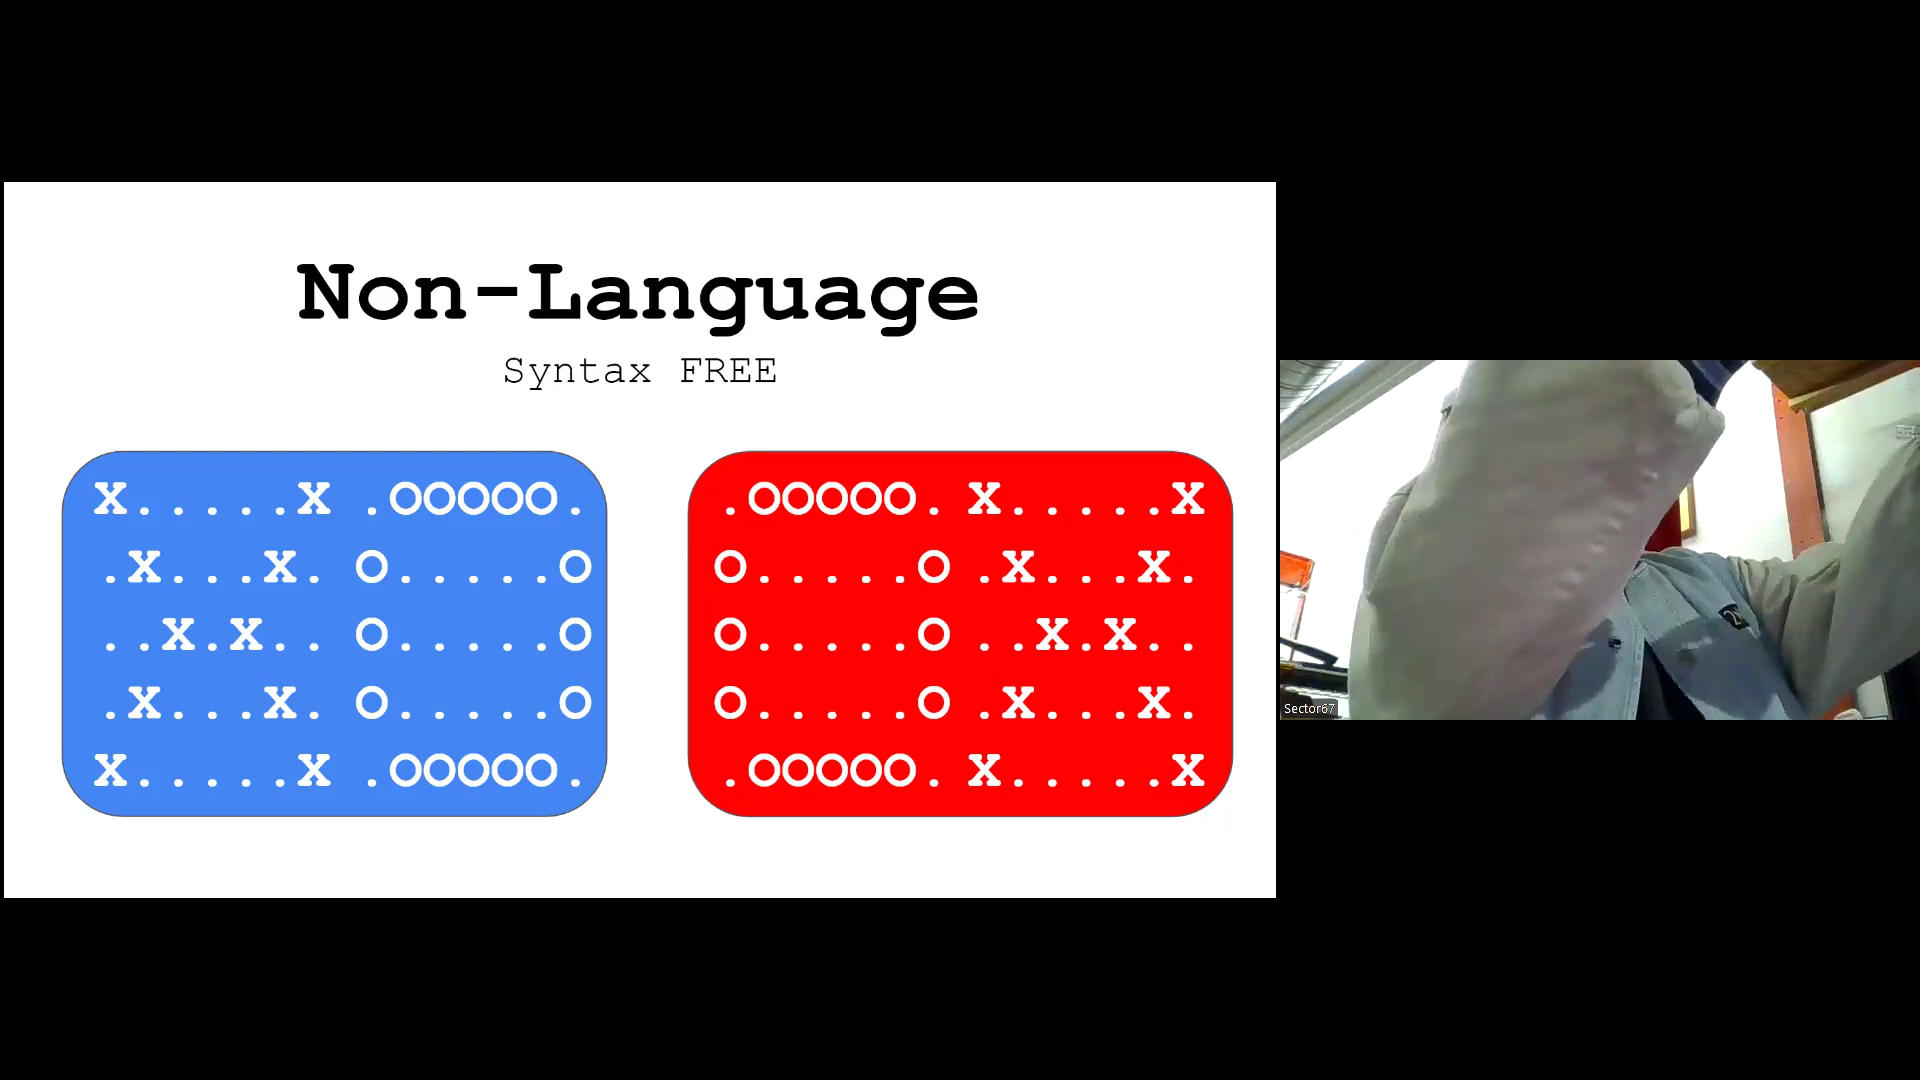 Non-Language
Syntax FREE
x.....x .OOOOO.
.x...x. O.....O
..x.x.. O.....O
.x...x. O.....O
x.....x .OOOOO.
.OOOOO. x.....x
O.....O .x...x.
O.....O ..x.x..
O.....O .x...x.
.OOOOO. x.....x
Sector67